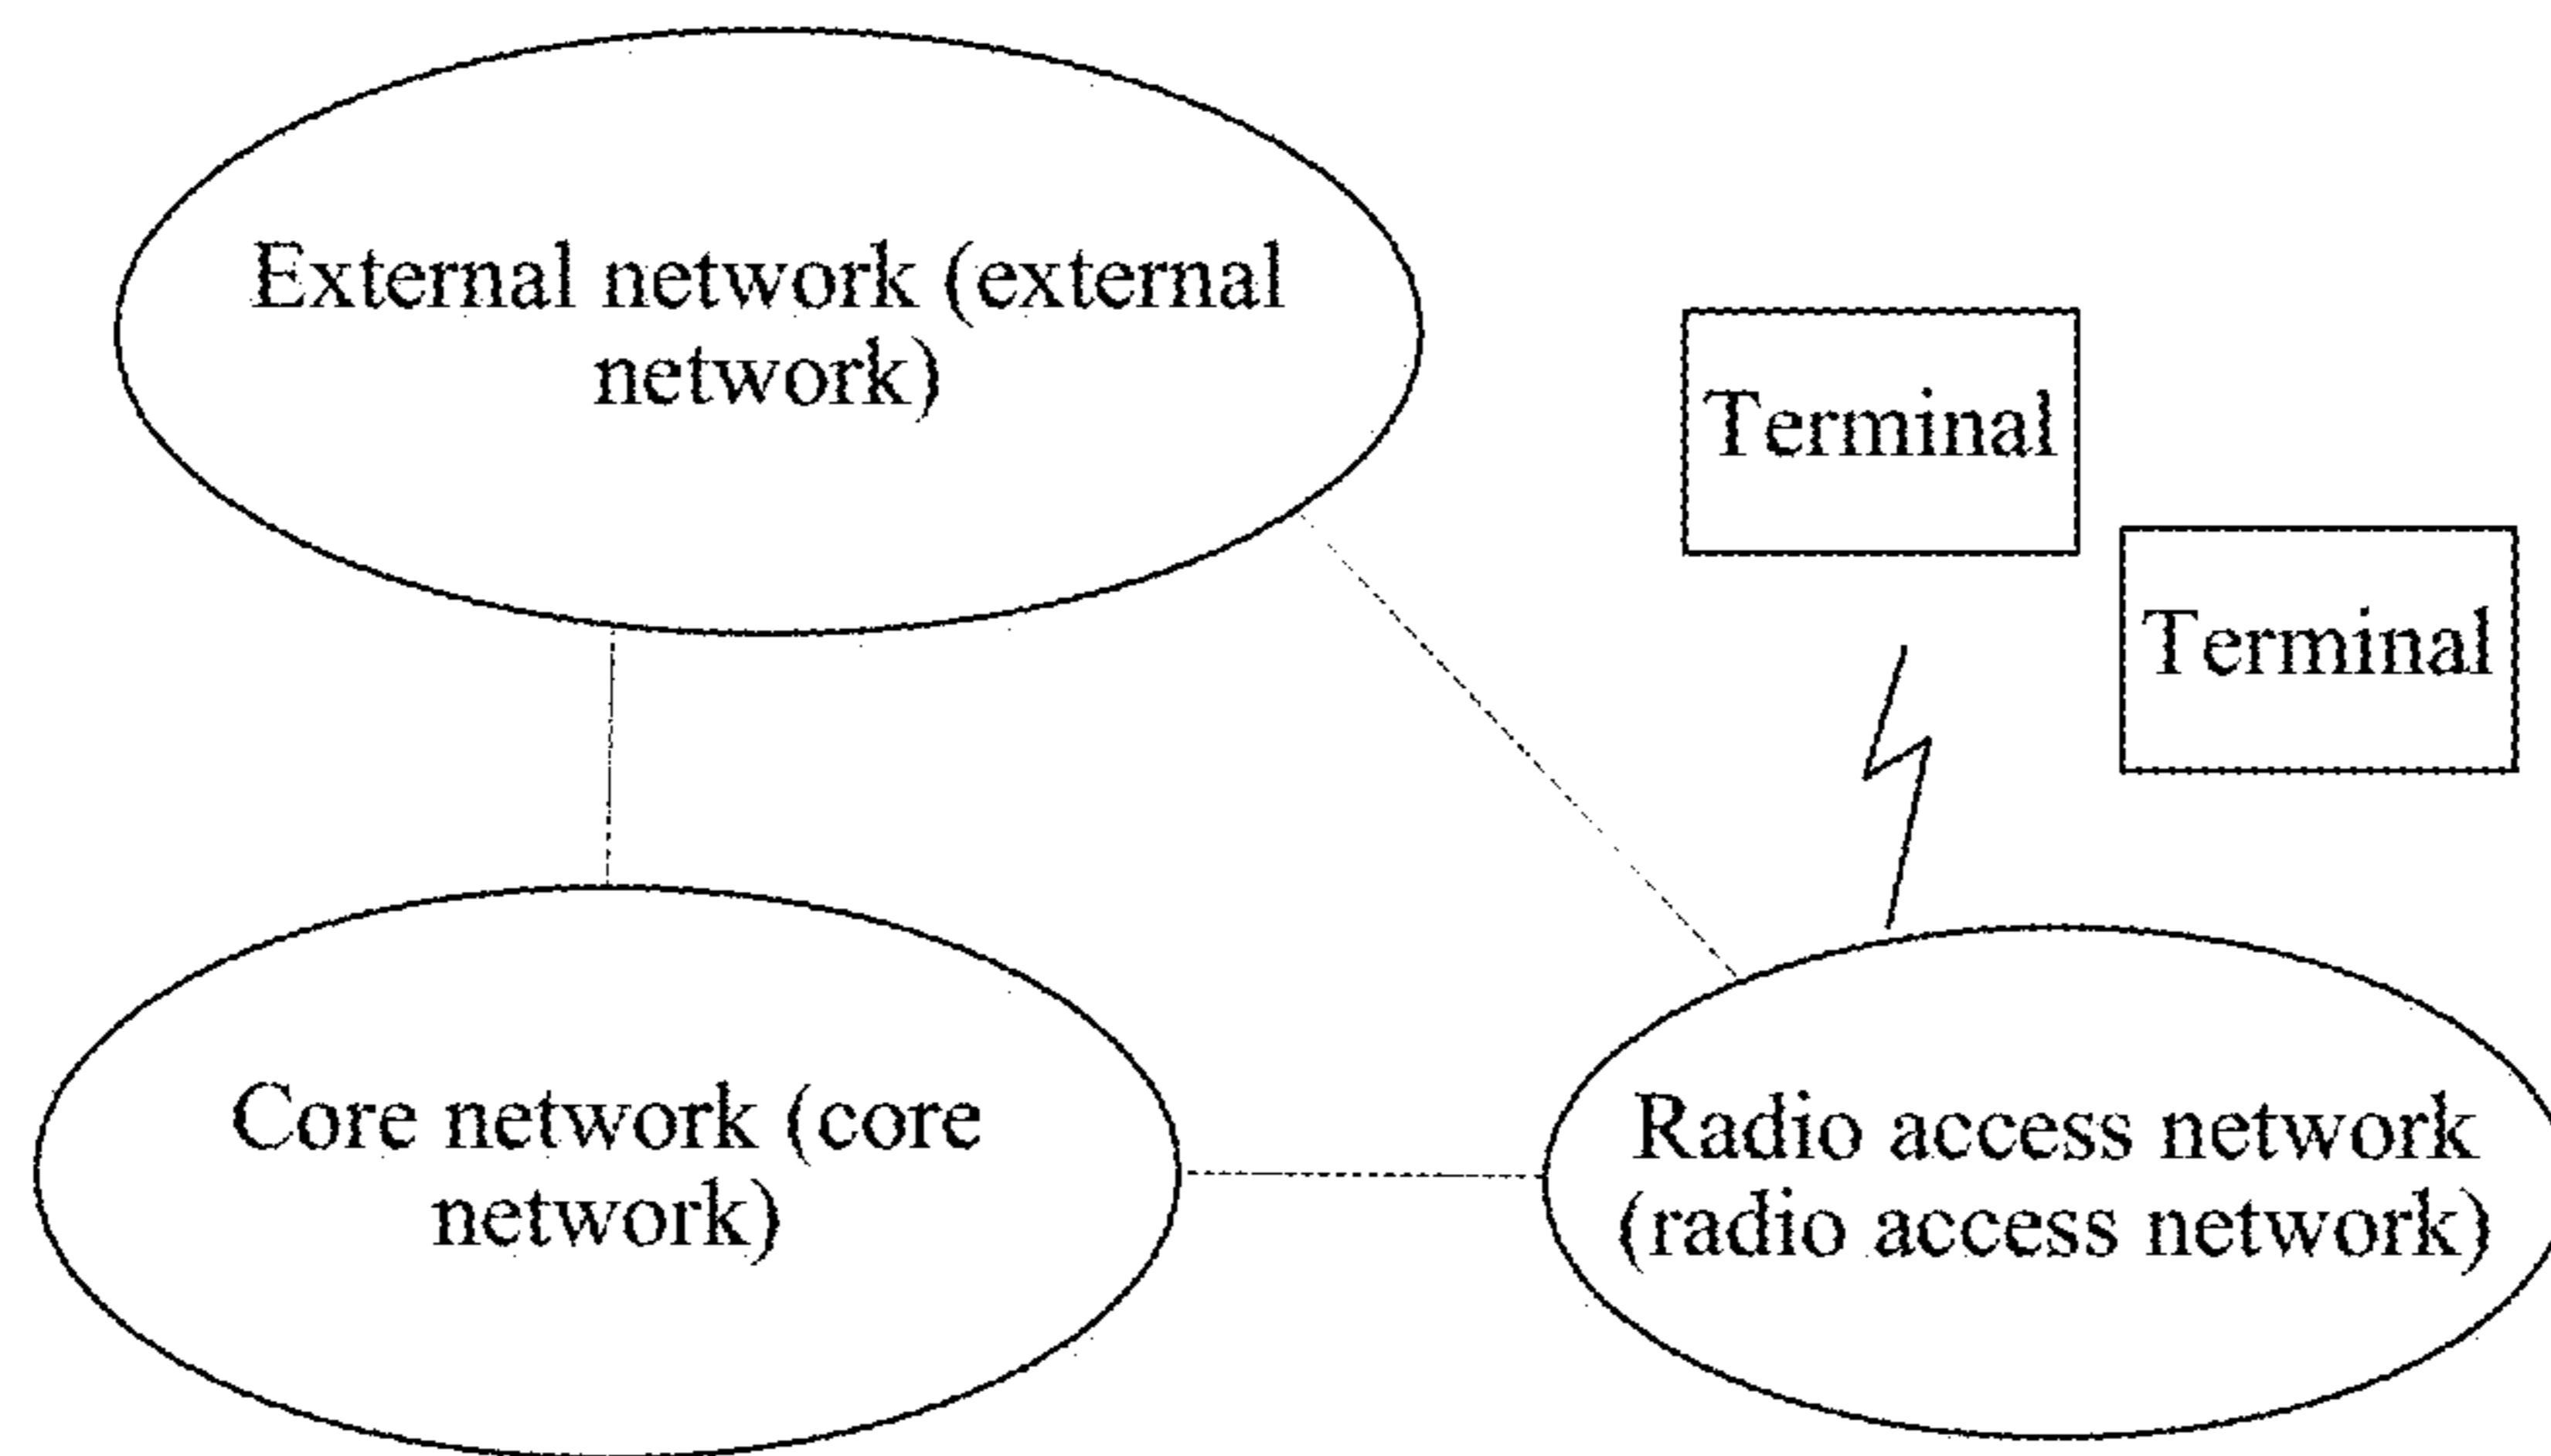 External network (external
network)
Terminal
Terminal
Core network (core
network)
Radio access network
(radio access network)